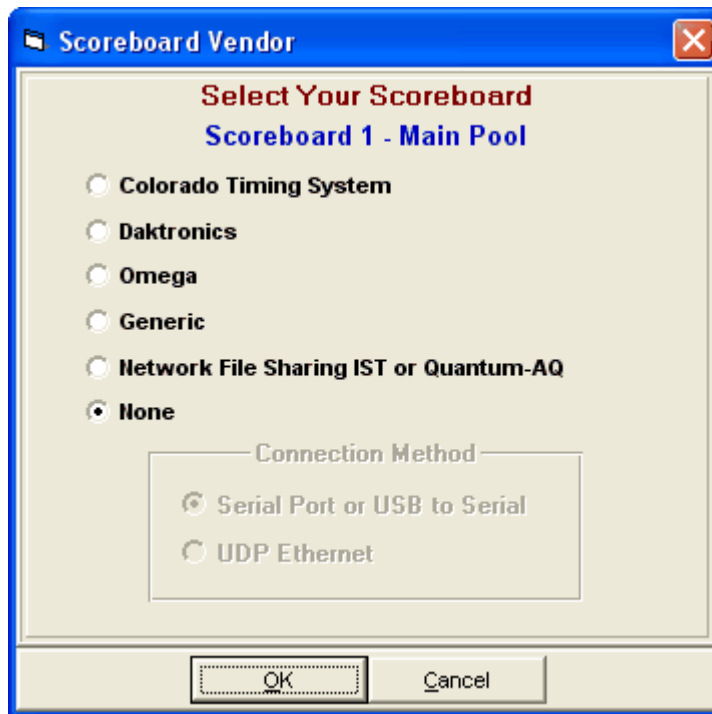 Scoreboard Vendor
Select Your Scoreboard
Scoreboard 1 - Main Pool
Colorado Timing System
Daktronics
Omega
Generic
Network File Sharing IST or Quantum-AQ
None
Connection Method
Serial Port or USB to Serial
UDP Ethernet
OK
Cancel